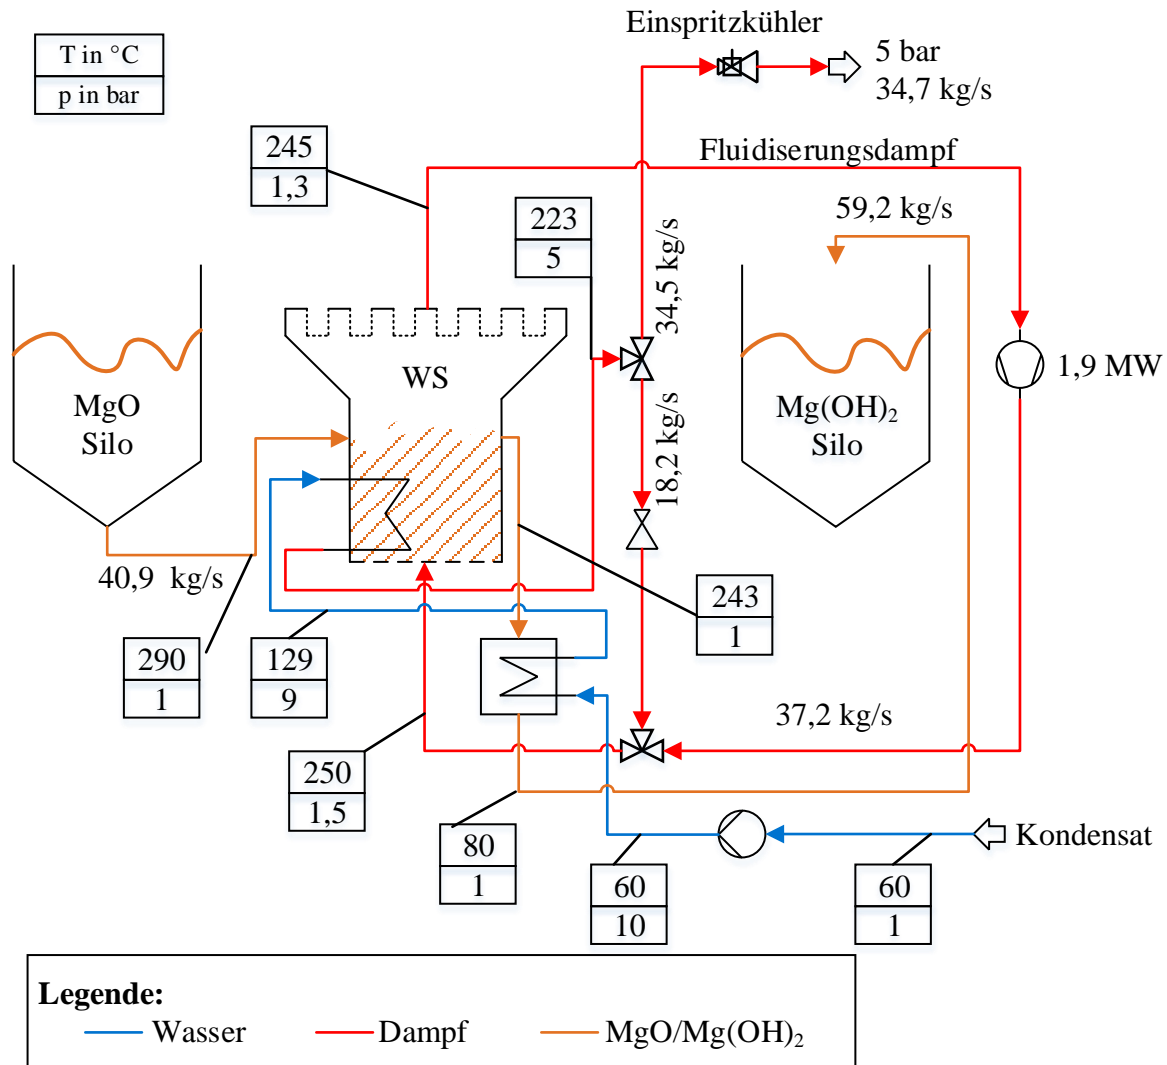 Einspritzkühler
T in °C
p in bar
5 bar
34,7 kg/s
245
1,3
Fluidiserungsdampf
223
5
59,2 kg/s
34,5 kg/s
MgO
Silo
WS
1,9 MW
Mg(OH)2
Silo
18,2 kg/s
40,9 kg/s
243
1
290
1
129
9
37,2 kg/s
250
1,5
80
1
60
10
60
1
Kondensat
Legende:
Wasser
Dampf
MgO/Mg(OH)2